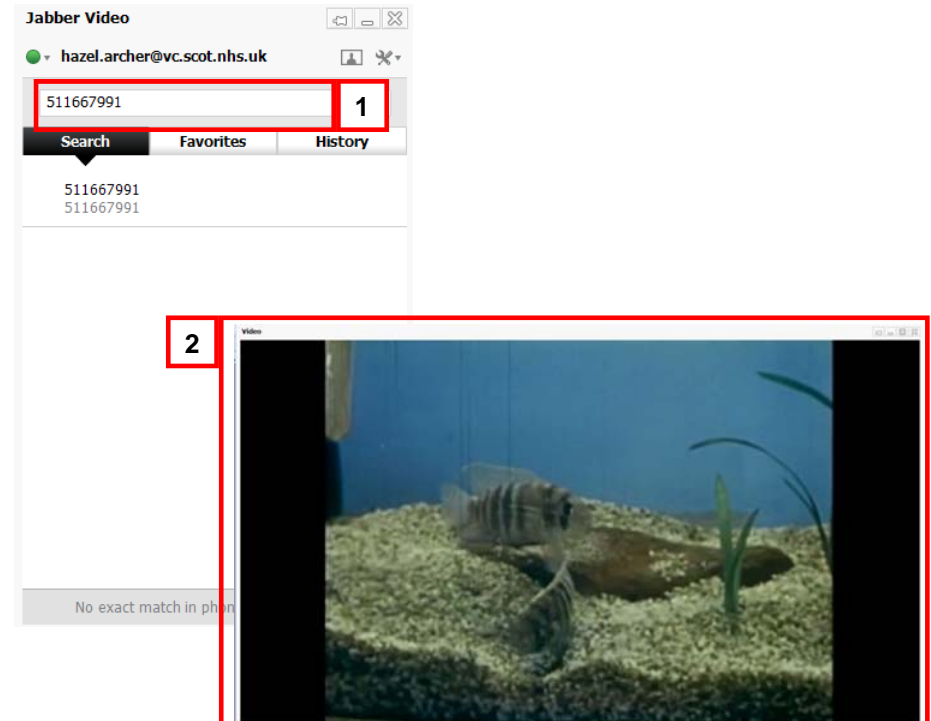 Jabber Video
hazel.archer@vc.scot.nhs.uk
511667991
1
Search Favorites History
511667991
511667991
2
Video
No exact match in phon